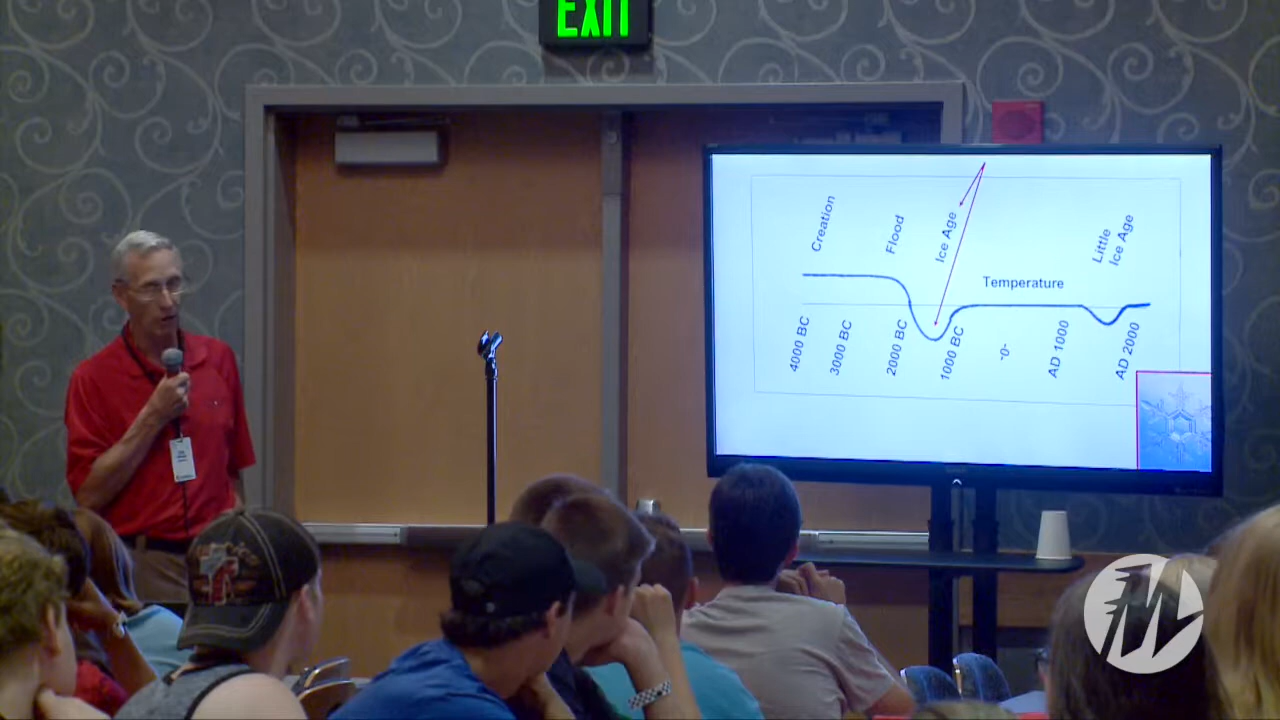 EXIT
Creation
Flood
Ice Age
Little
Ice Age
Temperature
4000 BC
3000 BC
2000 BC
1000 BC
-0-
AD 1000
AD 2000
M